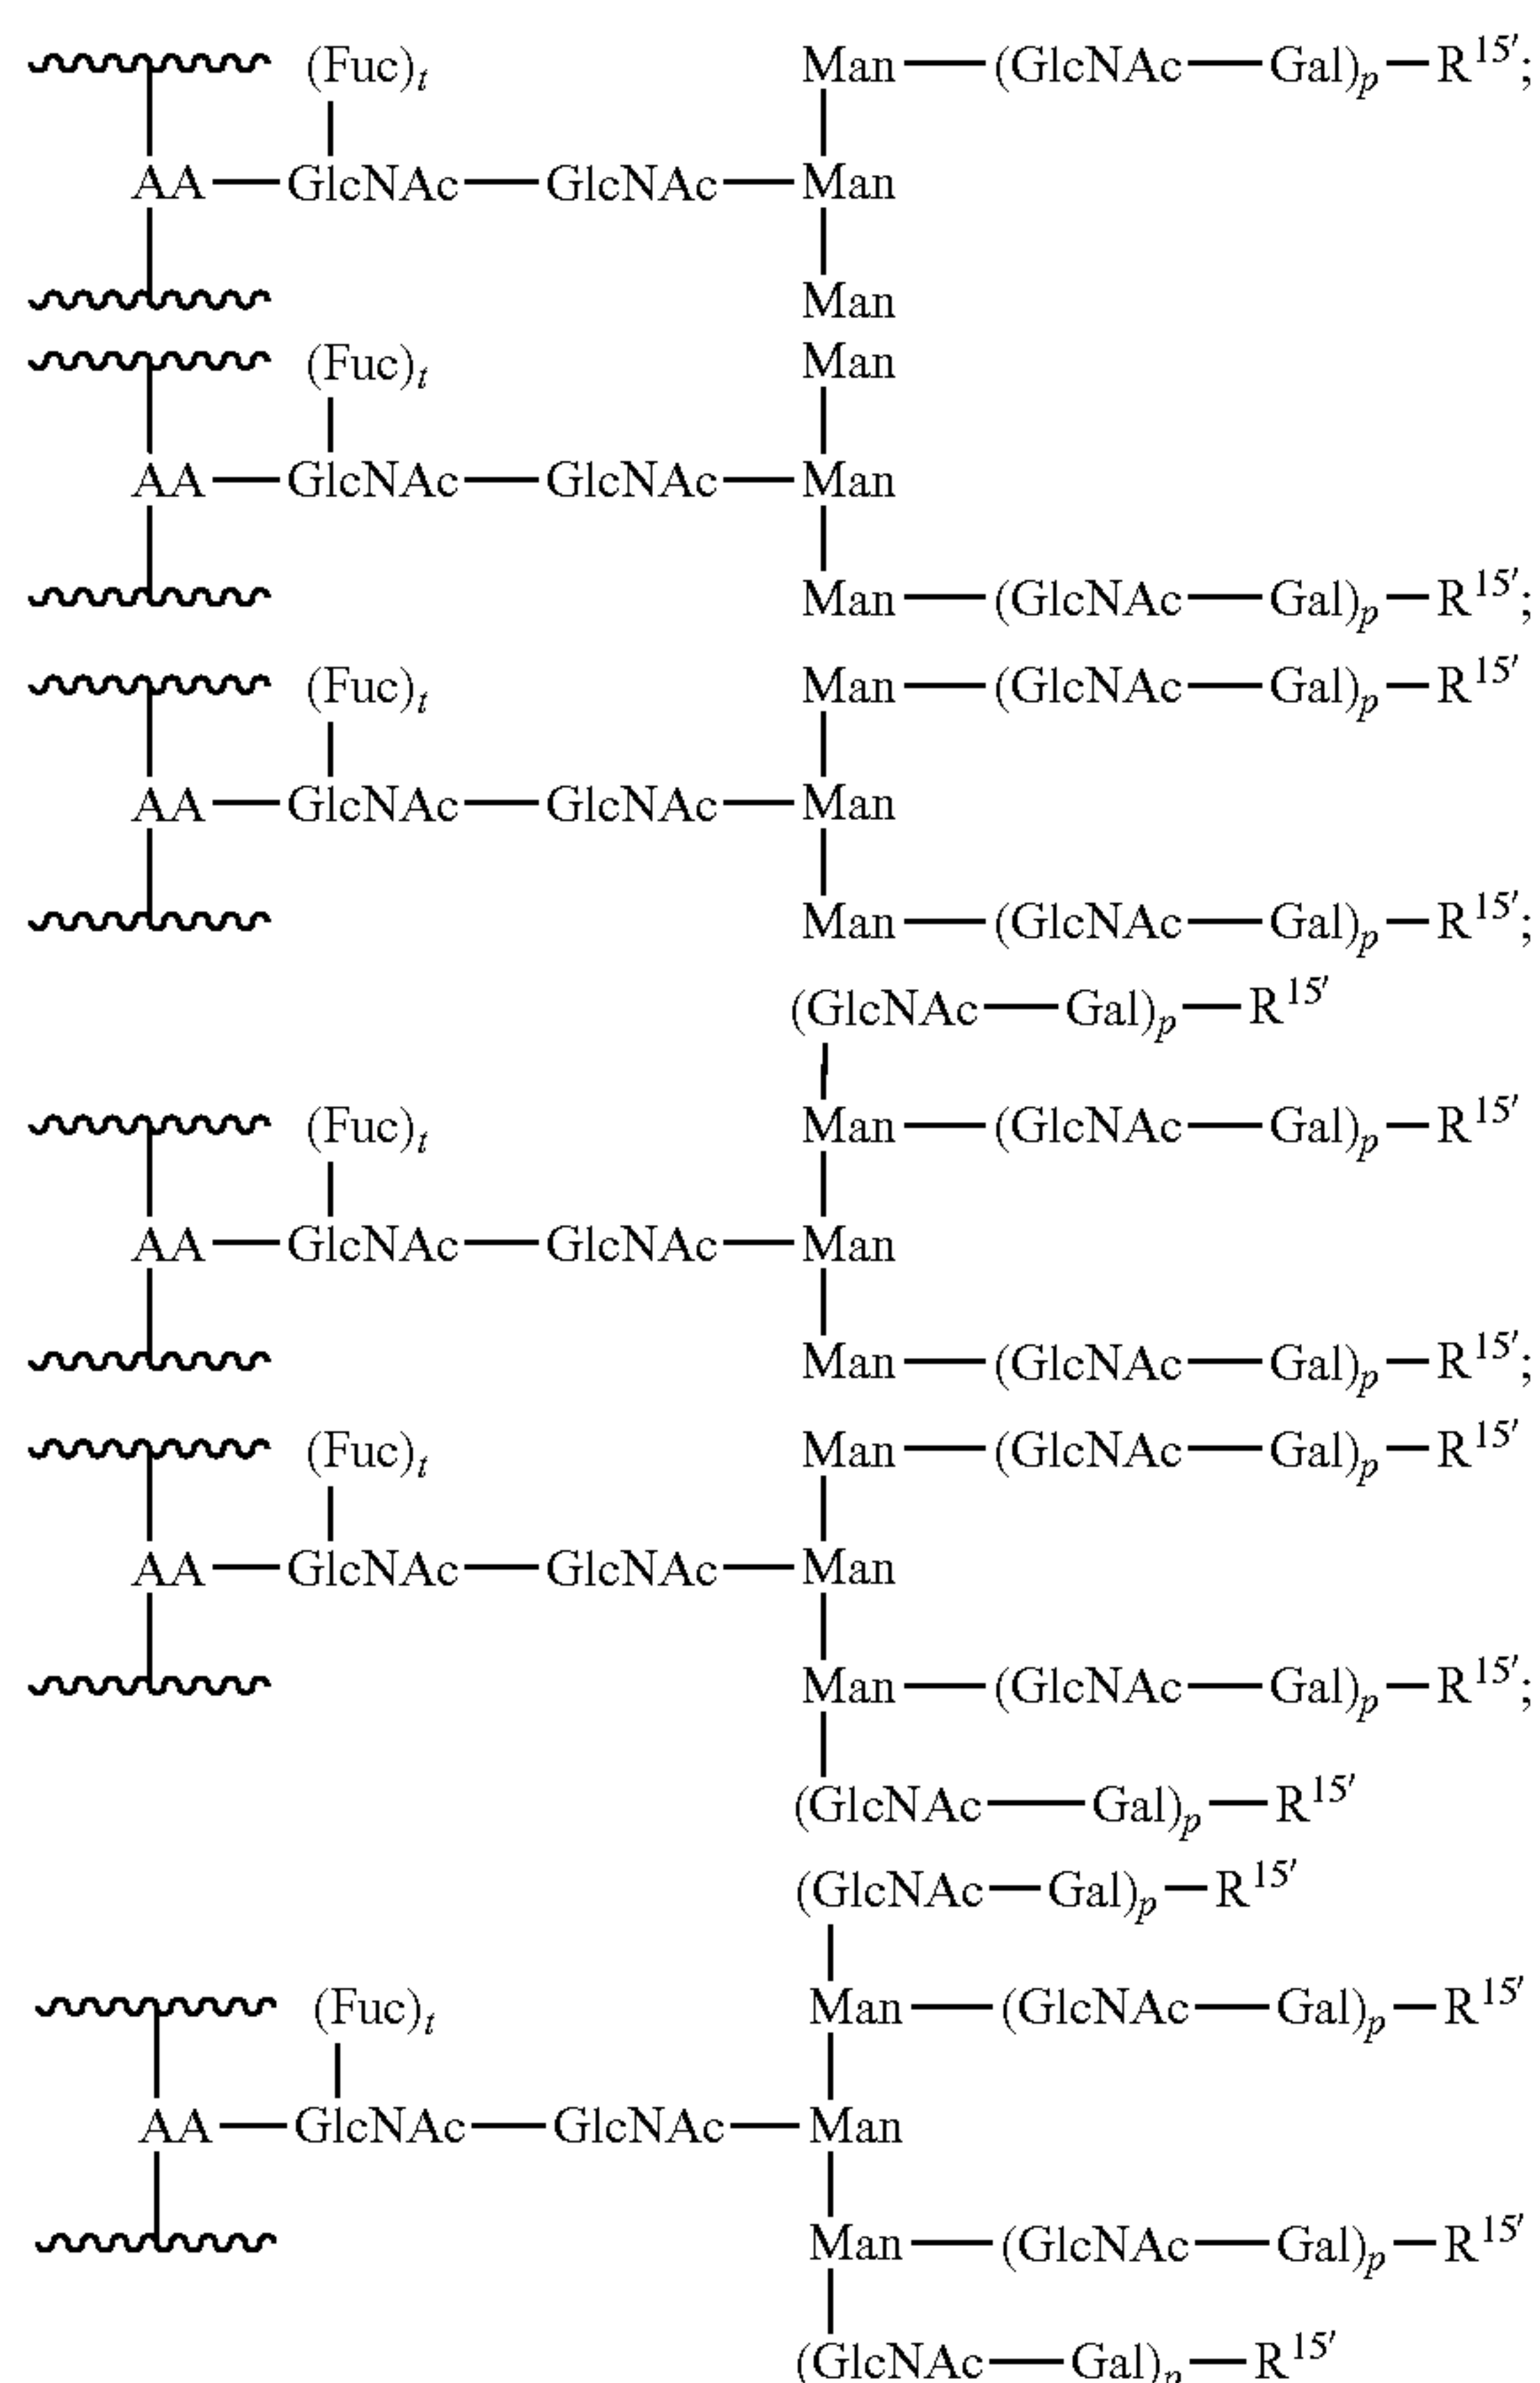 (Fuc)t Man—(GlcNAc—Gal)p—R15′;
AA—GlcNAc—GlcNAc—Man
Man
(Fuc)t Man
AA—GlcNAc—GlcNAc—Man
Man—(GlcNAc—Gal)p—R15′;
(Fuc)t Man—(GlcNAc—Gal)p—R15′
AA—GlcNAc—GlcNAc—Man
Man—(GlcNAc—Gal)p—R15′;
(GlcNAc—Gal)p—R15′
(Fuc)t Man—(GlcNAc—Gal)p—R15′
AA—GlcNAc—GlcNAc—Man
Man—(GlcNAc—Gal)p—R15′;
(Fuc)t Man—(GlcNAc—Gal)p—R15′
AA—GlcNAc—GlcNAc—Man
Man—(GlcNAc—Gal)p—R15′;
(GlcNAc—Gal)p—R15′
(GlcNAc—Gal)p—R15′
(Fuc)t Man—(GlcNAc—Gal)p—R15′
AA—GlcNAc—GlcNAc—Man
Man—(GlcNAc—Gal)p—R15′
(GlcNAc—Gal)p—R15′